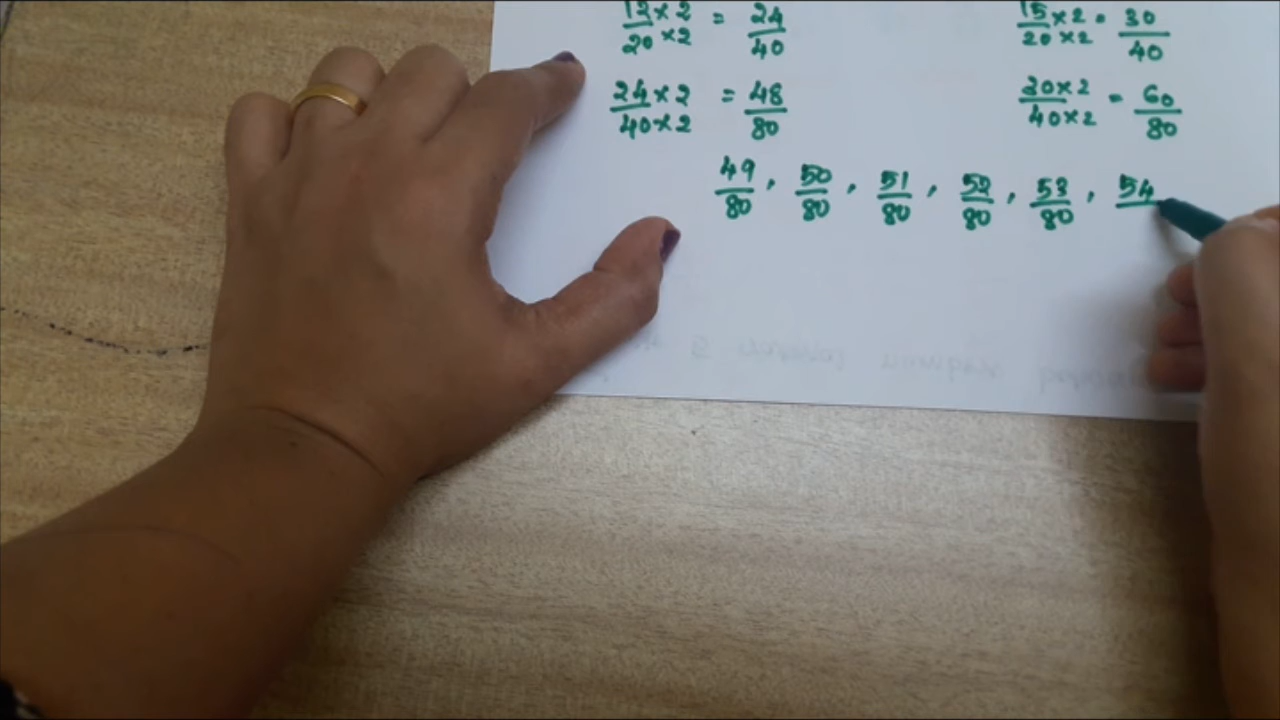 12×2/20×2 = 24/40 15×2/20×2 = 30/40
24×2/40×2 = 48/80 30×2/40×2 = 60/80
49/80, 50/80, 51/80, 52/80, 53/80, 54